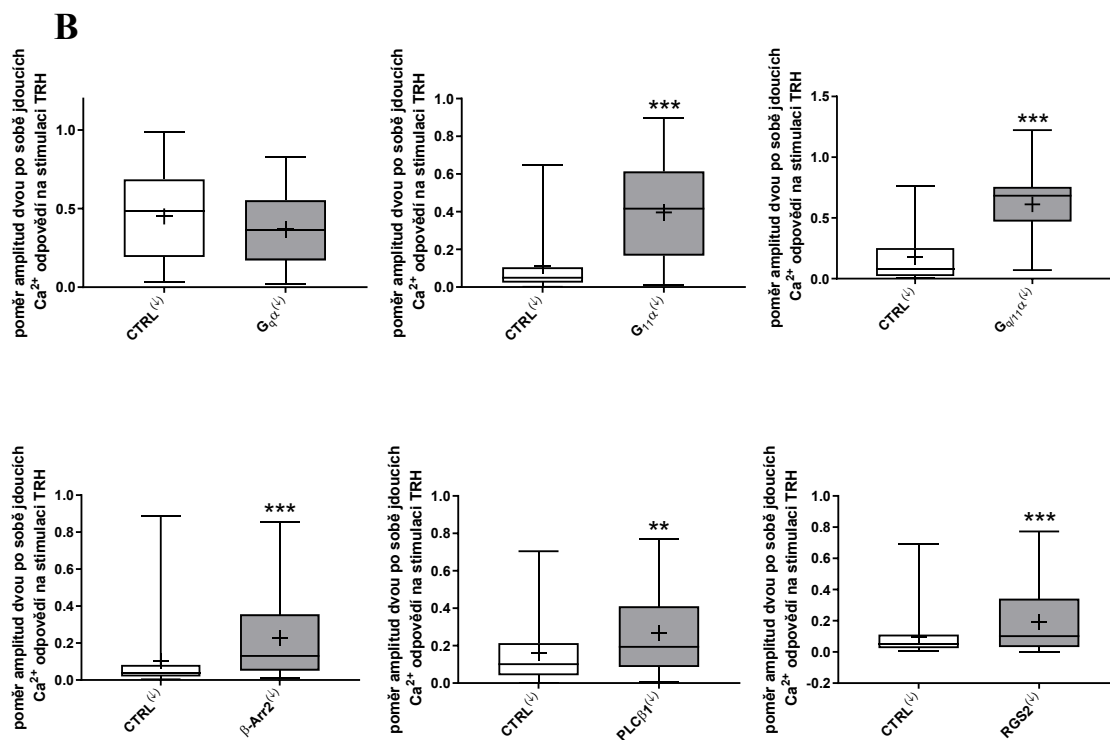 B
poměr amplitud dvou po sobě jdoucích
Ca²⁺ odpovědí na stimulaci TRH
1.0
0.5
0.0
CTRL(↓)
Gqα(↓)
poměr amplitud dvou po sobě jdoucích
Ca²⁺ odpovědí na stimulaci TRH
1.0
0.8
0.6
0.4
0.2
0.0
***
CTRL(↓)
G₁₁α(↓)
poměr amplitud dvou po sobě jdoucích
Ca²⁺ odpovědí na stimulaci TRH
1.5
1.0
0.5
0.0
***
CTRL(↓)
Gq/11α(↓)
poměr amplitud dvou po sobě jdoucích
Ca²⁺ odpovědí na stimulaci TRH
1.0
0.8
0.6
0.4
0.2
0.0
***
CTRL(↓)
β-Arr2(↓)
poměr amplitud dvou po sobě jdoucích
Ca²⁺ odpovědí na stimulaci TRH
1.0
0.8
0.6
0.4
0.2
0.0
**
CTRL(↓)
PLCβ1(↓)
poměr amplitud dvou po sobě jdoucích
Ca²⁺ odpovědí na stimulaci TRH
1.0
0.8
0.6
0.4
0.2
0.0
-0.2
***
CTRL(↓)
RGS2(↓)